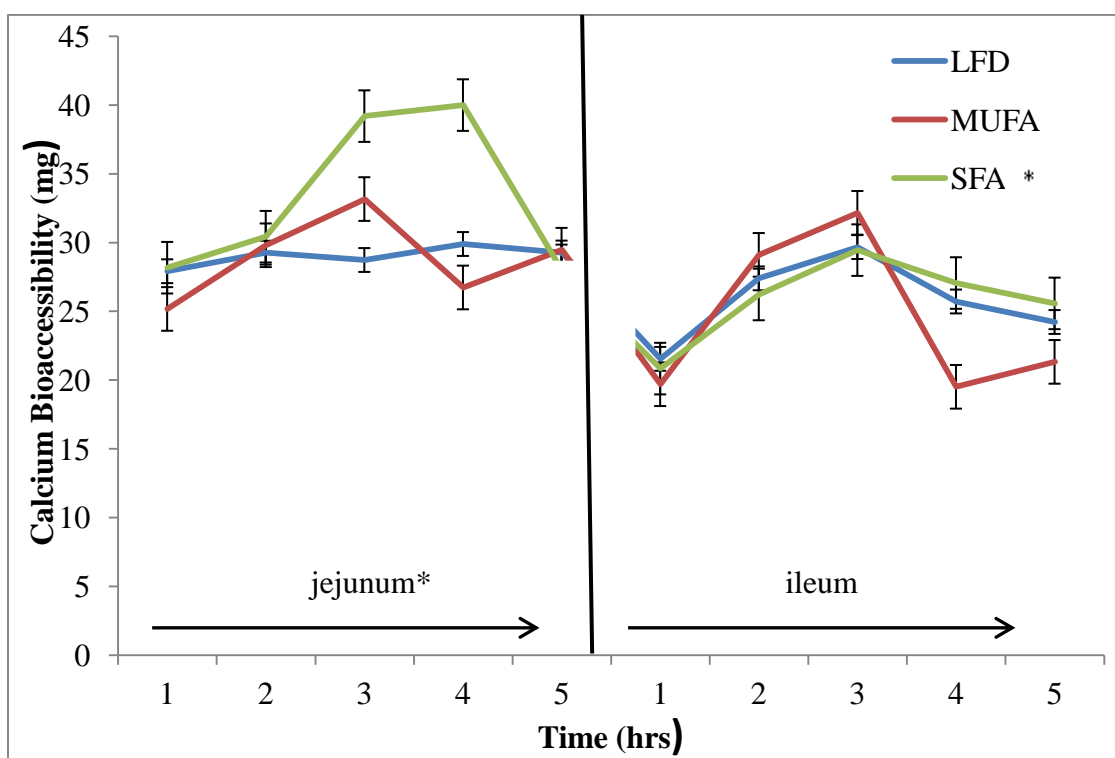 Calcium Bioaccessibility (mg)
45
40
35
30
25
20
15
10
5
0
LFD
MUFA
SFA *
jejunum*
ileum
1 2 3 4 5 1 2 3 4 5
Time (hrs)